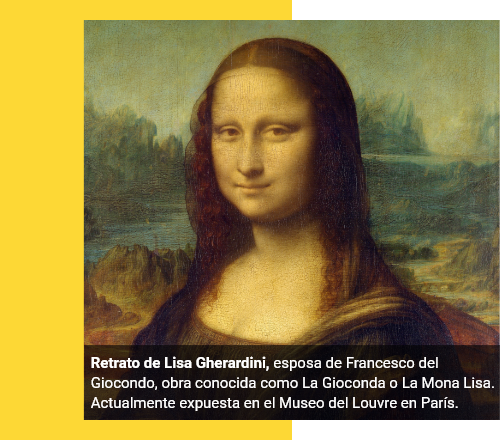 Retrato de Lisa Gherardini, esposa de Francesco del
Giocondo, obra conocida como La Gioconda o La Mona Lisa.
Actualmente expuesta en el Museo del Louvre en París.